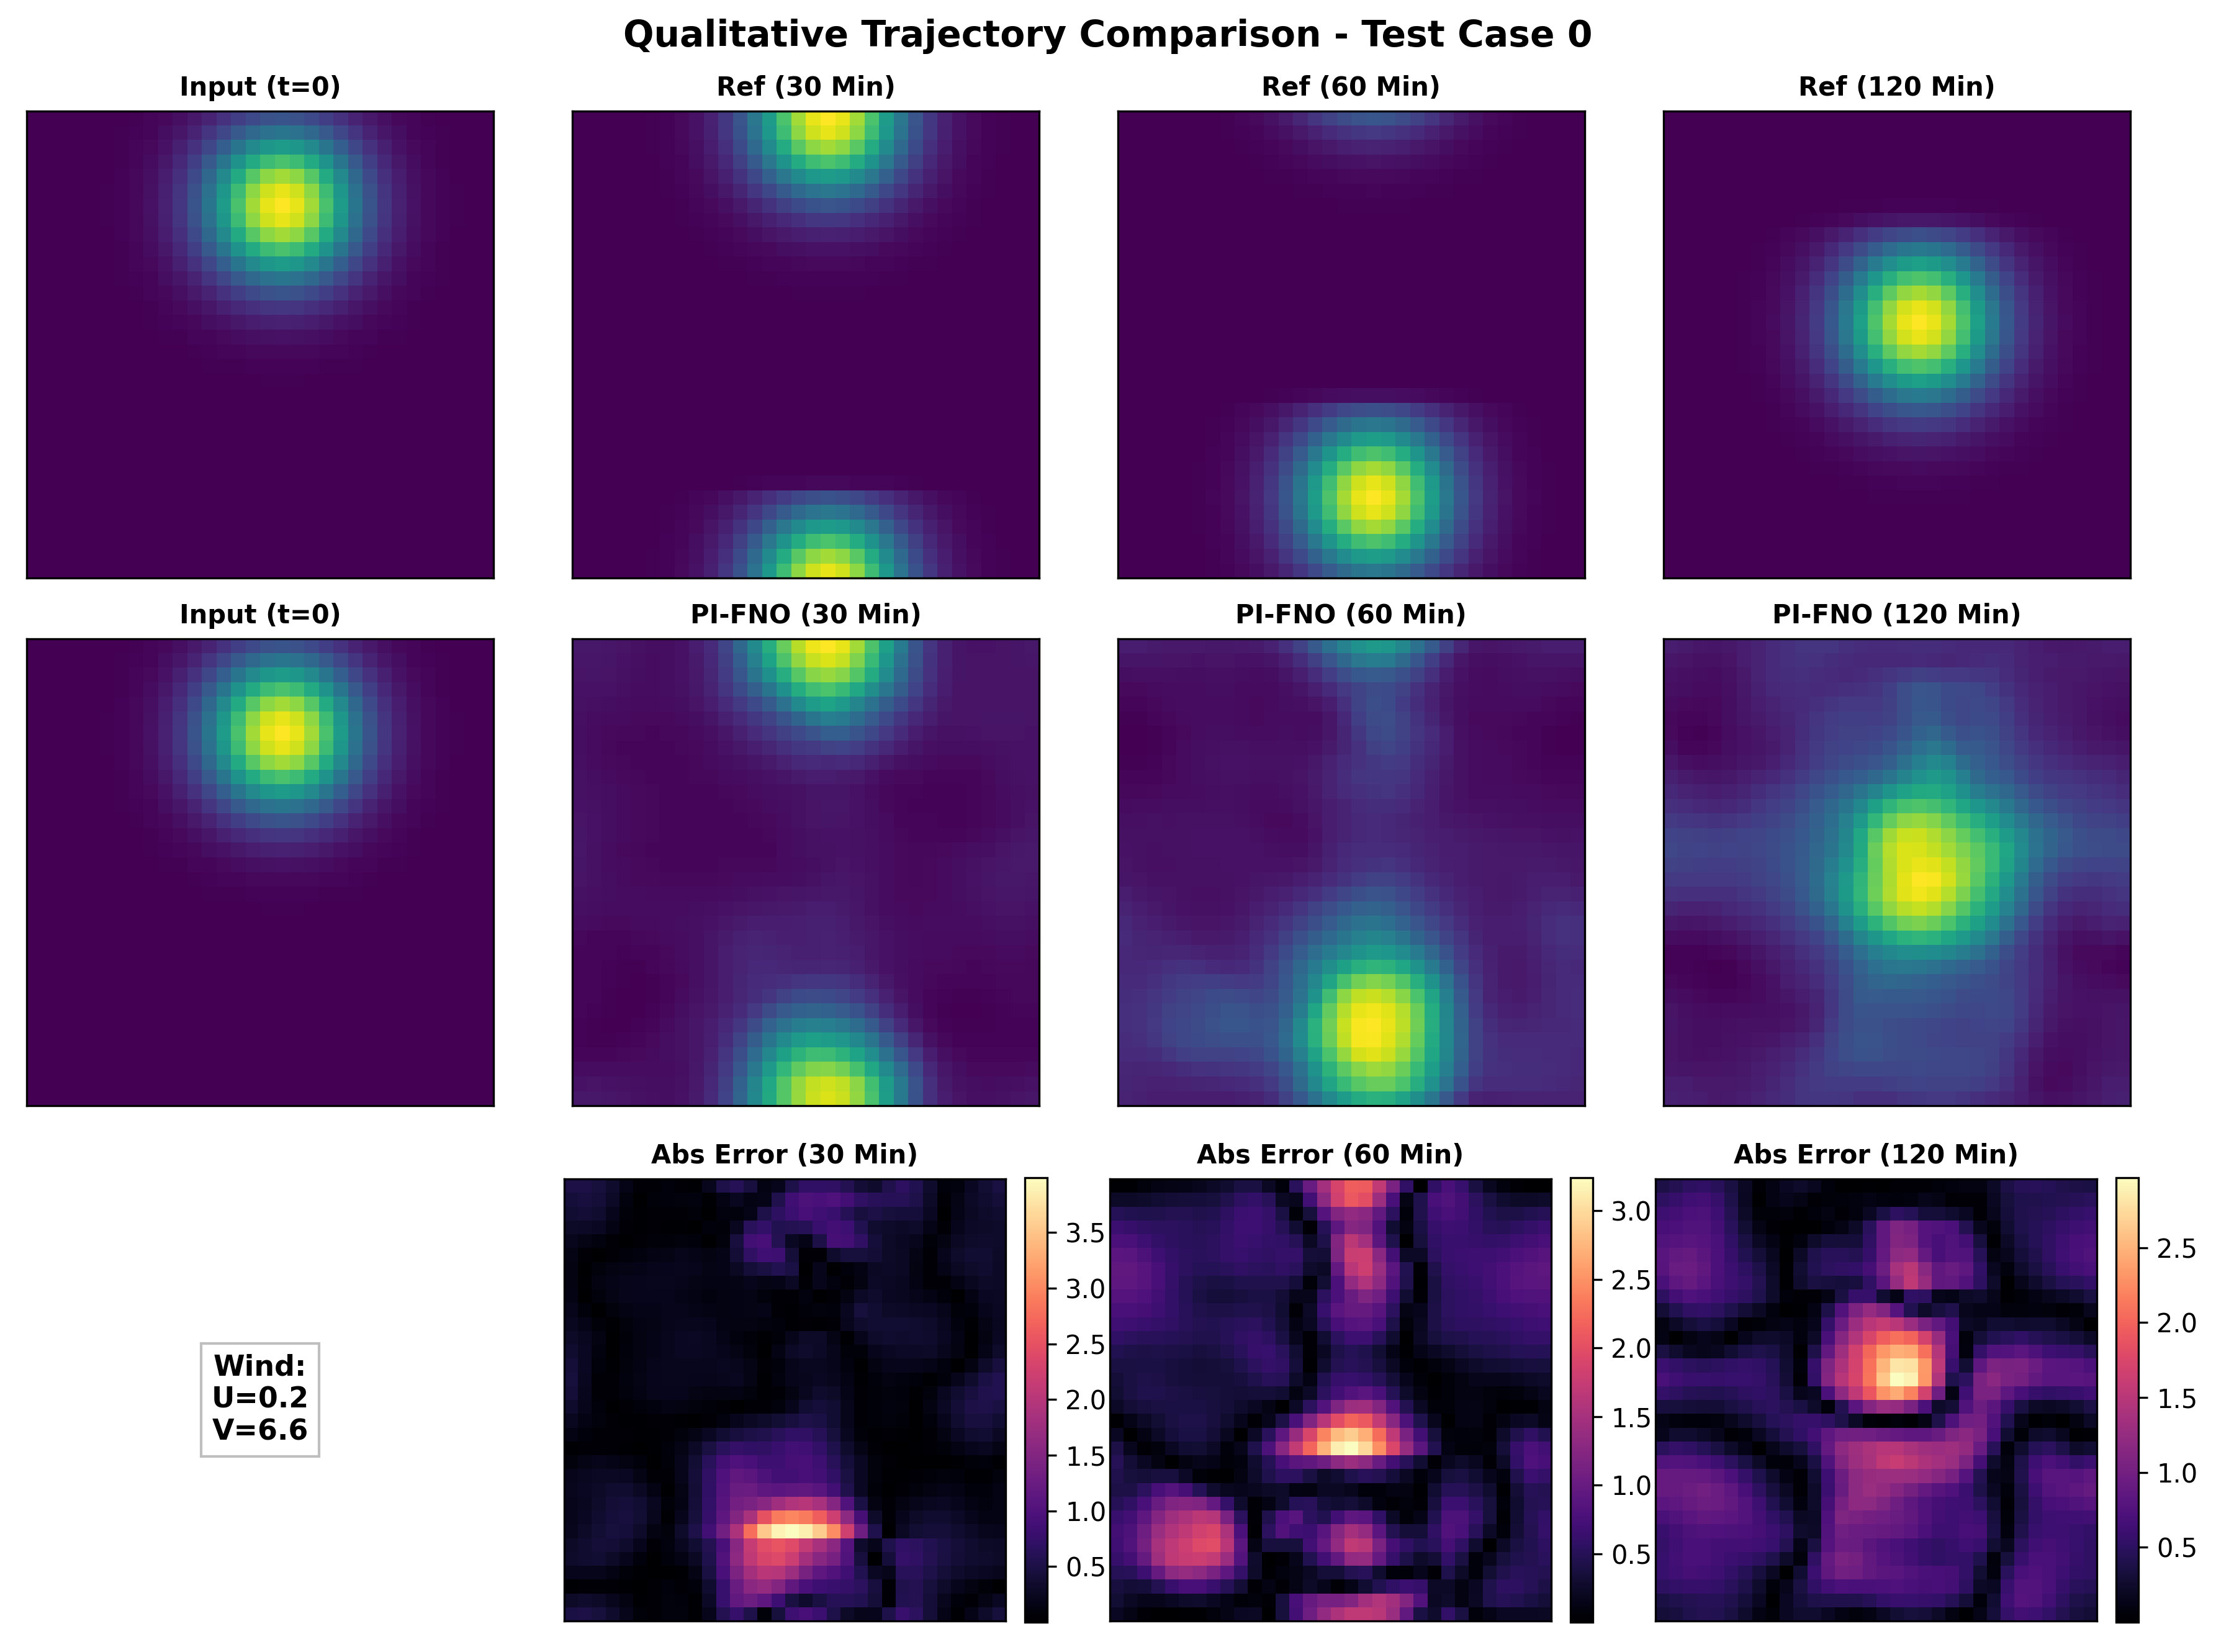 Qualitative Trajectory Comparison - Test Case 0
Input (t=0)
Ref (30 Min)
Ref (60 Min)
Ref (120 Min)
Input (t=0)
PI-FNO (30 Min)
PI-FNO (60 Min)
PI-FNO (120 Min)
Abs Error (30 Min)
Abs Error (60 Min)
Abs Error (120 Min)
Wind:
U=0.2
V=6.6
3.5
3.0
2.5
2.0
1.5
1.0
0.5
3.0
2.5
2.0
1.5
1.0
0.5
2.5
2.0
1.5
1.0
0.5